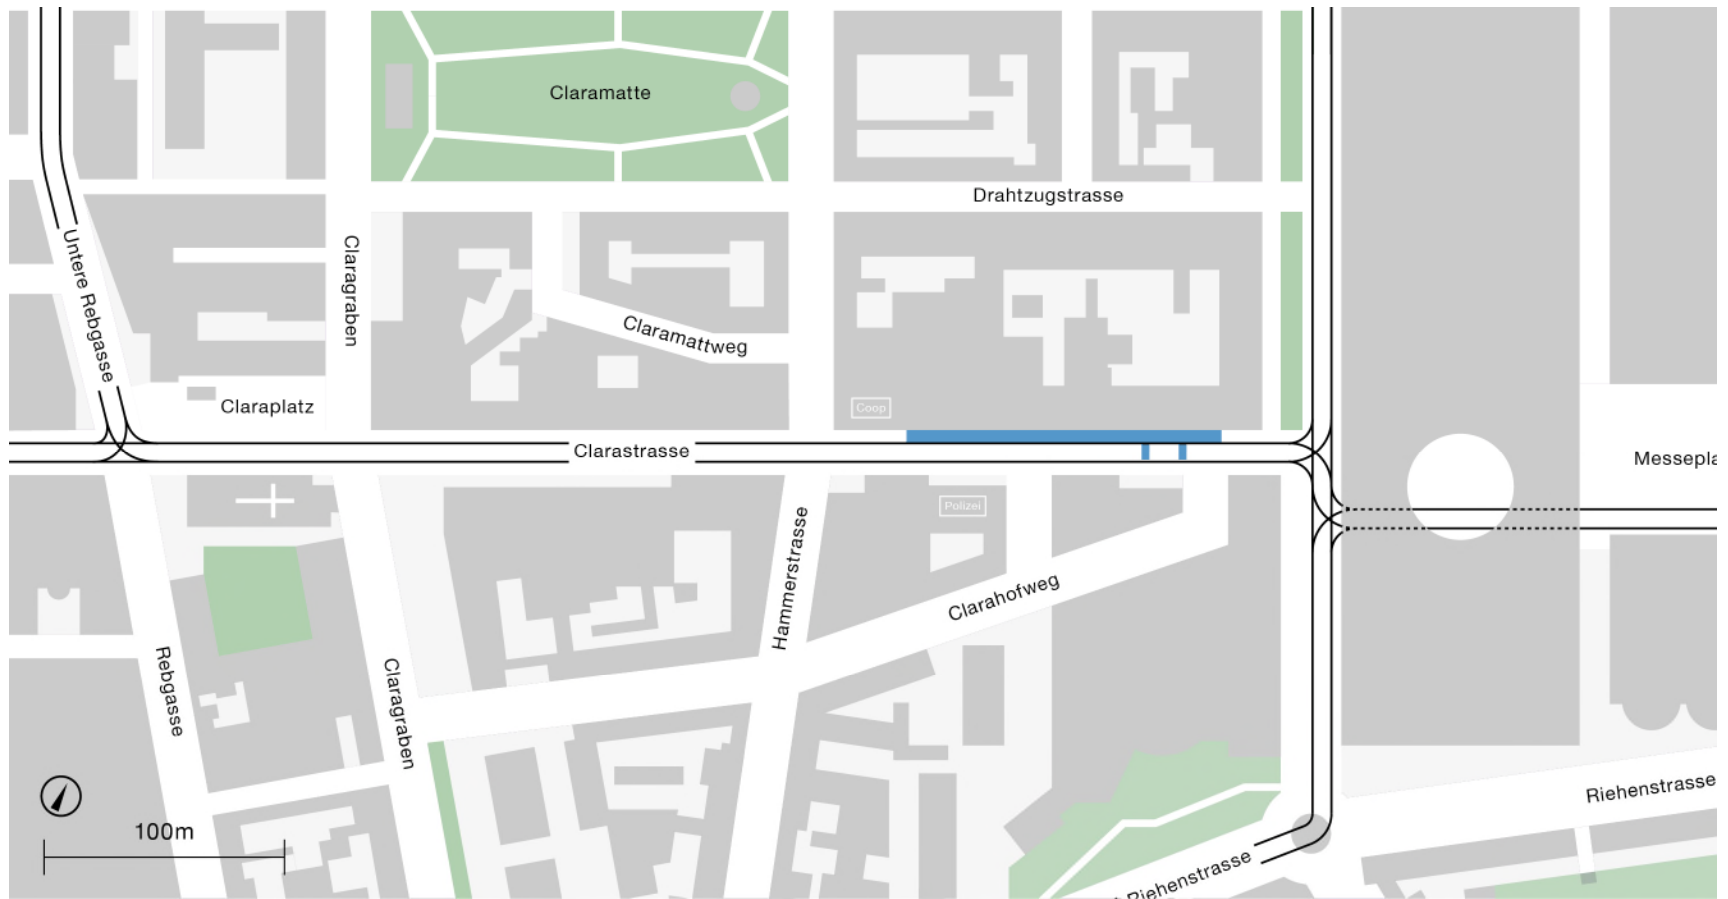 Claramatte
Drahtzugstrasse
Untere Rebgasse
Claragraben
Claramattweg
Claraplatz
Coop
Clarastrasse
Messepla
Polizei
Hammerstrasse
Clarahofweg
Rebgasse
Claragraben
Riehenstrasse
100m
Riehenstrasse